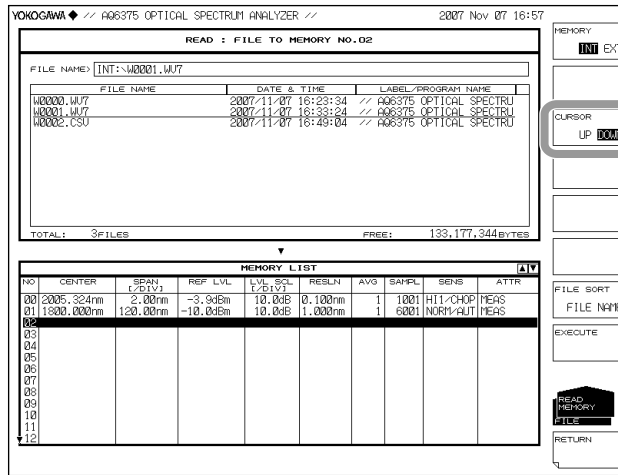 YOKOGAWA ◆ // AQ6375 OPTICAL SPECTRUM ANALYZER // 2007 Nov 07 16:57
READ : FILE TO MEMORY NO.02
FILE NAME> INT:\W0001.WV7
FILE NAME DATE & TIME LABEL/PROGRAM NAME
W0000.WV7 2007/11/07 16:23:34 // AQ6375 OPTICAL SPECTRU
W0001.WV7 2007/11/07 16:33:24 // AQ6375 OPTICAL SPECTRU
W0002.CSV 2007/11/07 16:49:04 // AQ6375 OPTICAL SPECTRU
TOTAL: 3FILES FREE: 133,177,344BYTES
▼
MEMORY LIST ▲▼
NO CENTER SPAN [/DIV] REF LVL LVL SCL [/DIV] RESLN AVG SAMPL SENS ATTR
00 2005.324nm 2.00nm -3.9dBm 10.0dB 0.100nm 1 1001 HI1/CHOP MEAS
01 1800.000nm 120.00nm -10.0dBm 10.0dB 1.000nm 1 6001 NORM/AUT MEAS
02
03
04
05
06
07
08
09
10
11
▼12
MEMORY
INT EXT
CURSOR
UP DOWN
FILE SORT
FILE NAME
EXECUTE
READ
MEMORY
FILE
RETURN